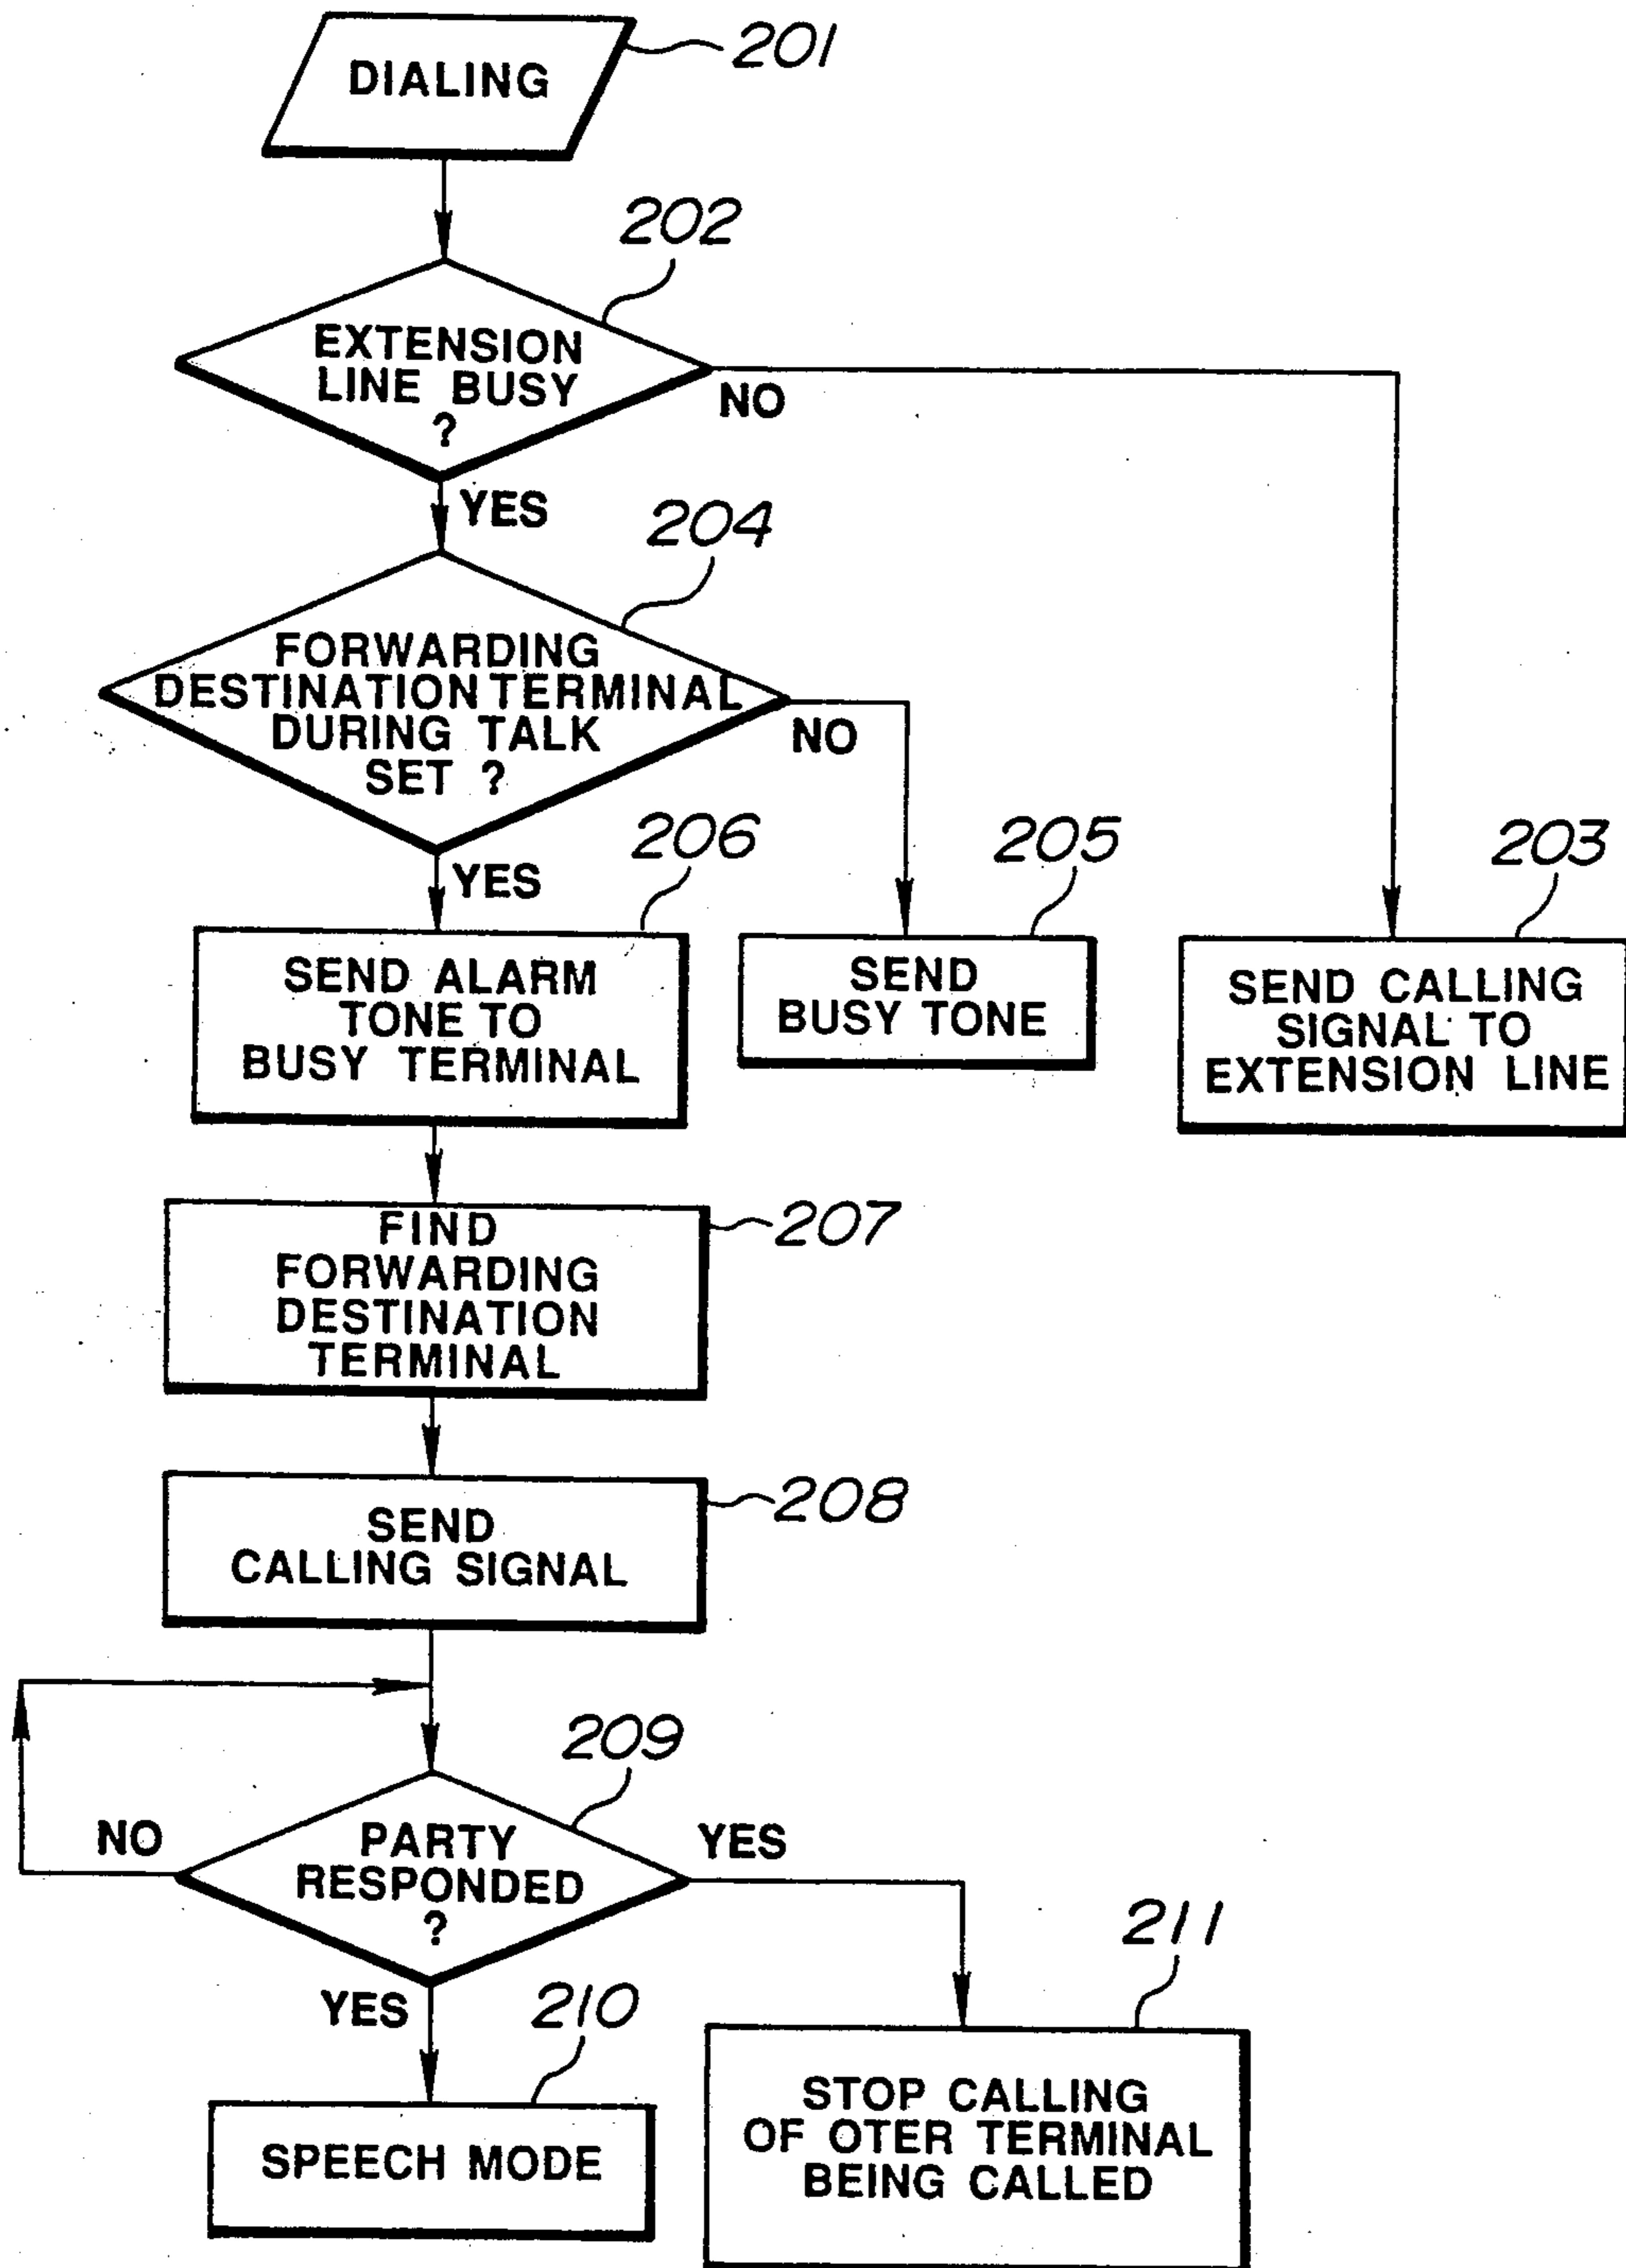 DIALING
201
202
EXTENSION
LINE BUSY
?
NO
YES
204
FORWARDING
DESTINATION TERMINAL
DURING TALK
SET ?
NO
YES
206
205
203
SEND ALARM
TONE TO
BUSY TERMINAL
SEND
BUSY TONE
SEND CALLING
SIGNAL TO
EXTENSION LINE
FIND
FORWARDING
DESTINATION
TERMINAL
207
SEND
CALLING SIGNAL
208
209
NO
PARTY
RESPONDED
?
YES
YES
210
211
SPEECH MODE
STOP CALLING
OF OTER TERMINAL
BEING CALLED